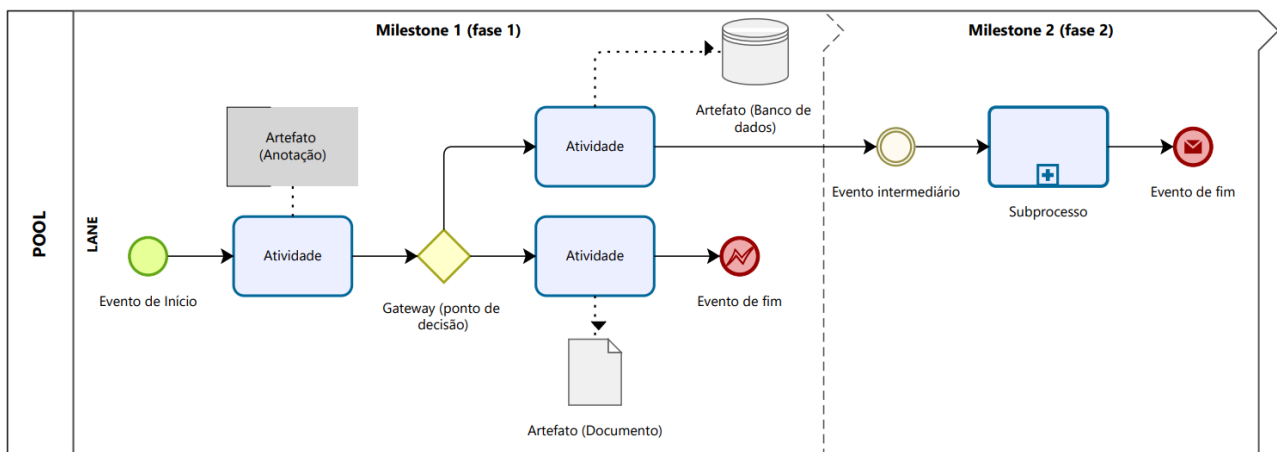 POOL
LANE
Milestone 1 (fase 1)
Milestone 2 (fase 2)
Artefato (Banco de
dados)
Artefato
(Anotação)
Atividade
Evento intermediário
Subprocesso
Evento de fim
Evento de Início
Atividade
Gateway (ponto de
decisão)
Atividade
Evento de fim
Artefato (Documento)